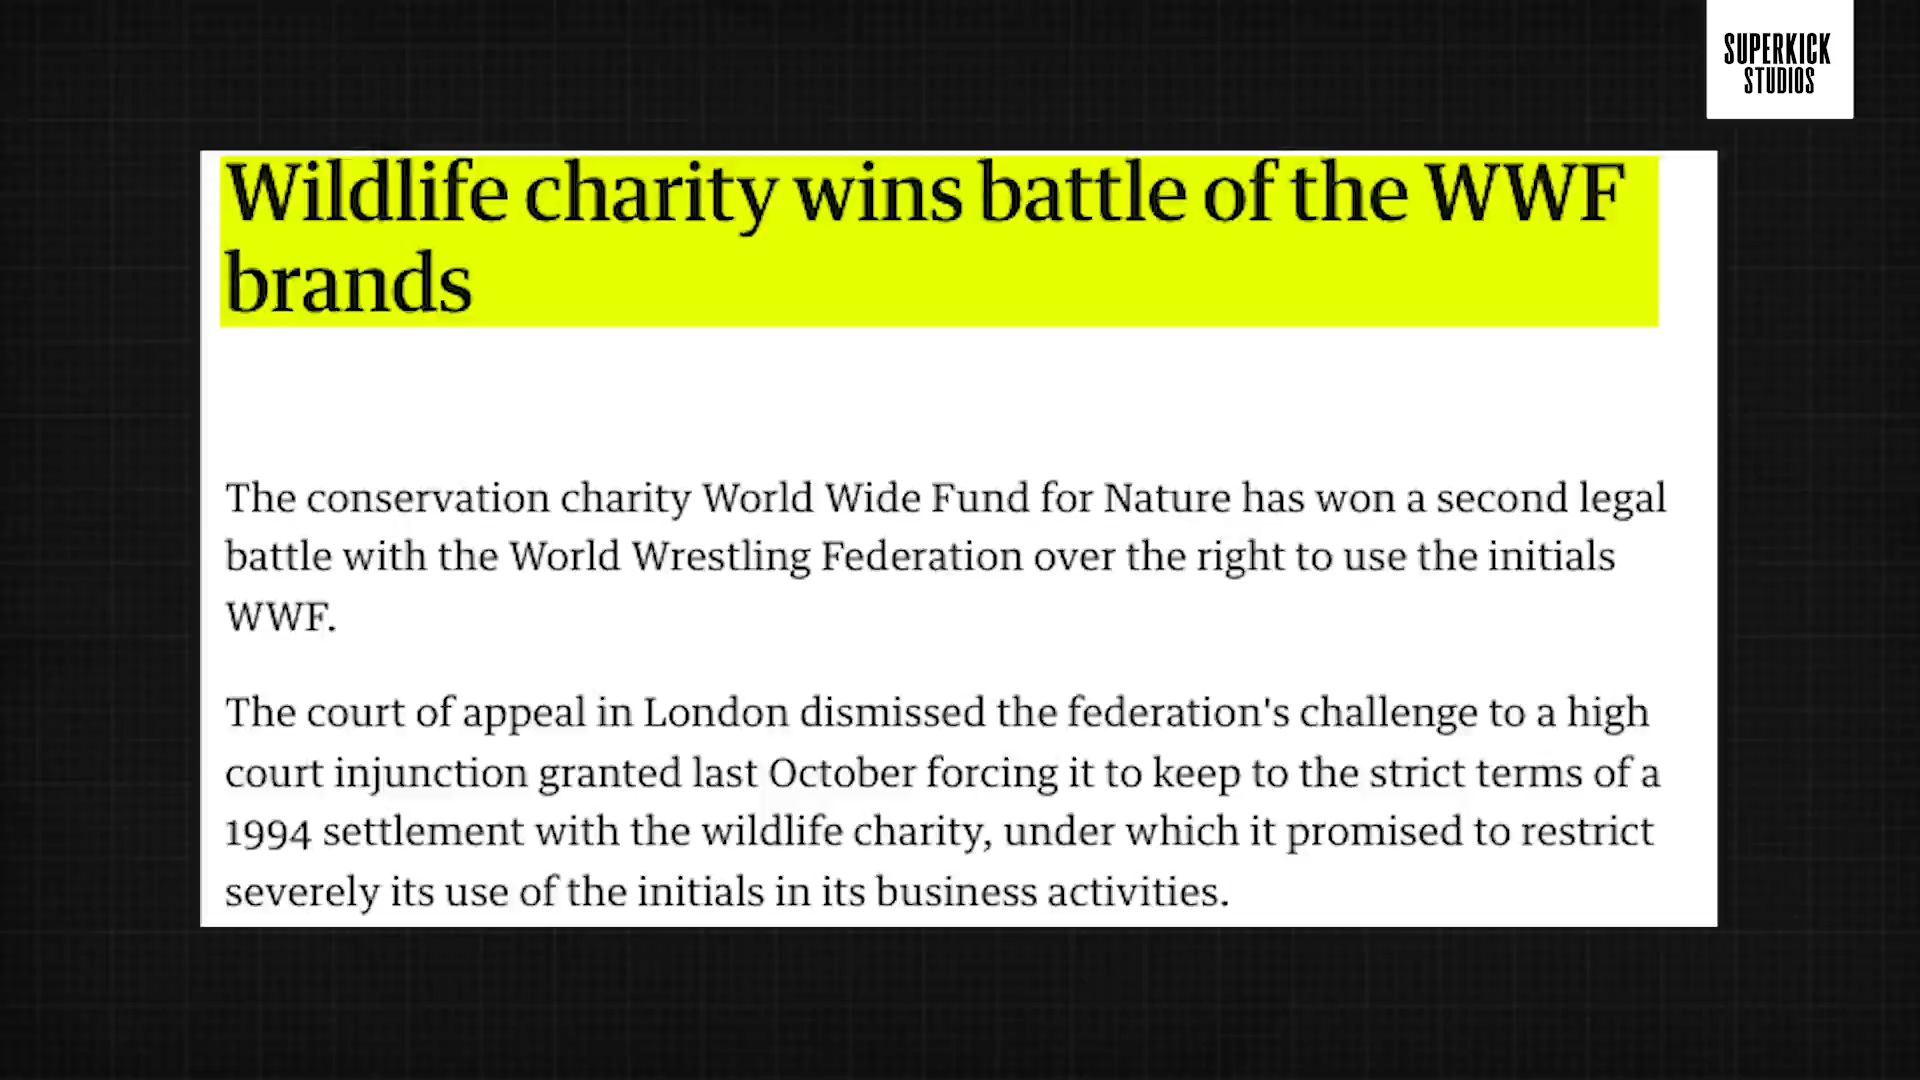 SUPERKICK
STUDIOS
Wildlife charity wins battle of the WWF
brands
The conservation charity World Wide Fund for Nature has won a second legal
battle with the World Wrestling Federation over the right to use the initials
WWF.
The court of appeal in London dismissed the federation's challenge to a high
court injunction granted last October forcing it to keep to the strict terms of a
1994 settlement with the wildlife charity, under which it promised to restrict
severely its use of the initials in its business activities.